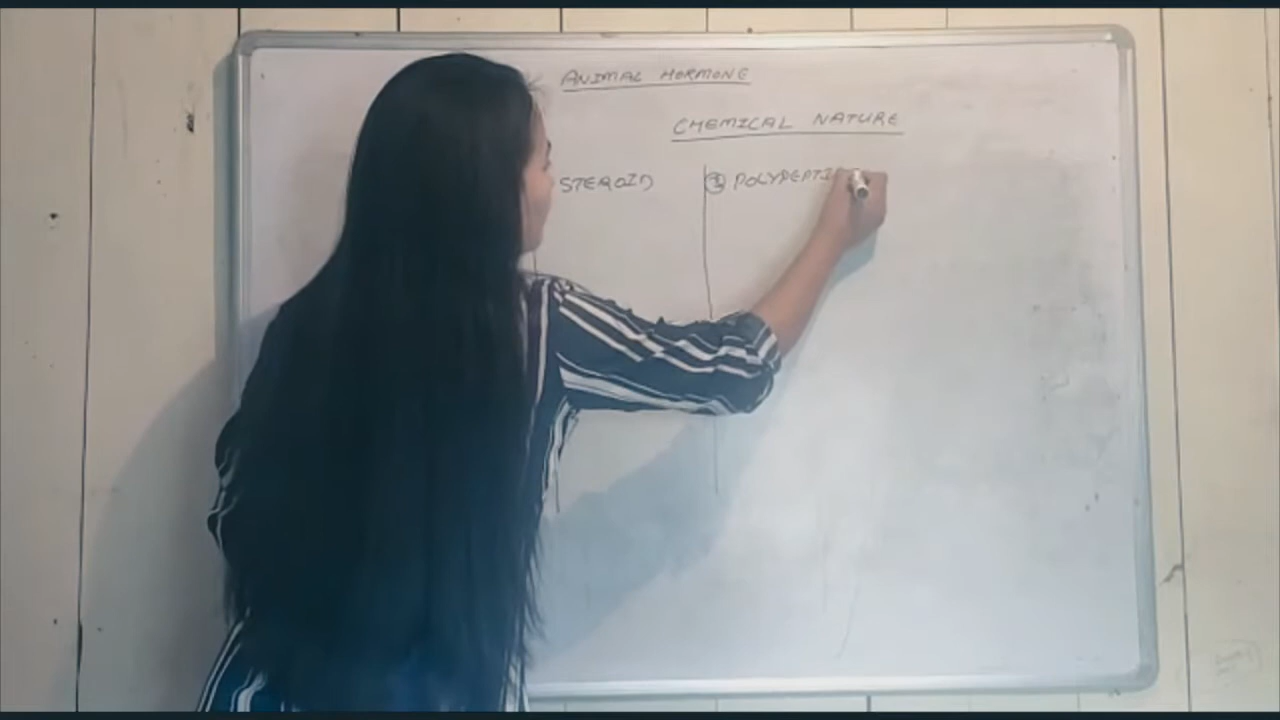 ANIMAL HORMONE
CHEMICAL NATURE
STEROID
POLYPEPTI